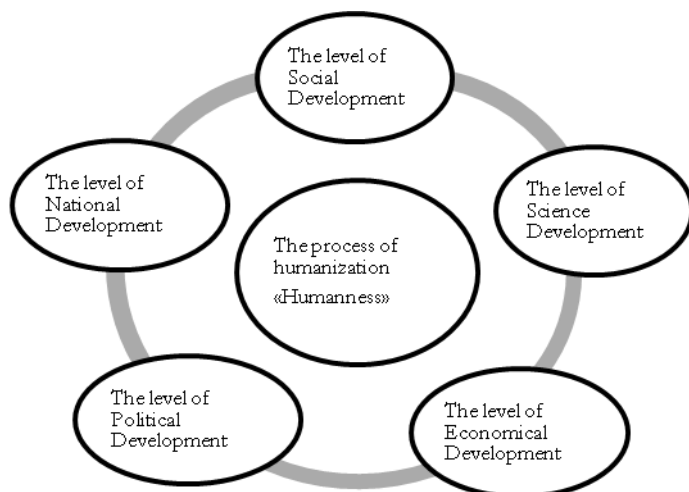 The level of
Social
Development
The level of
National
Development
The level of
Science
Development
The process of
humanization
«Humanness»
The level of
Political
Development
The level of
Economical
Development